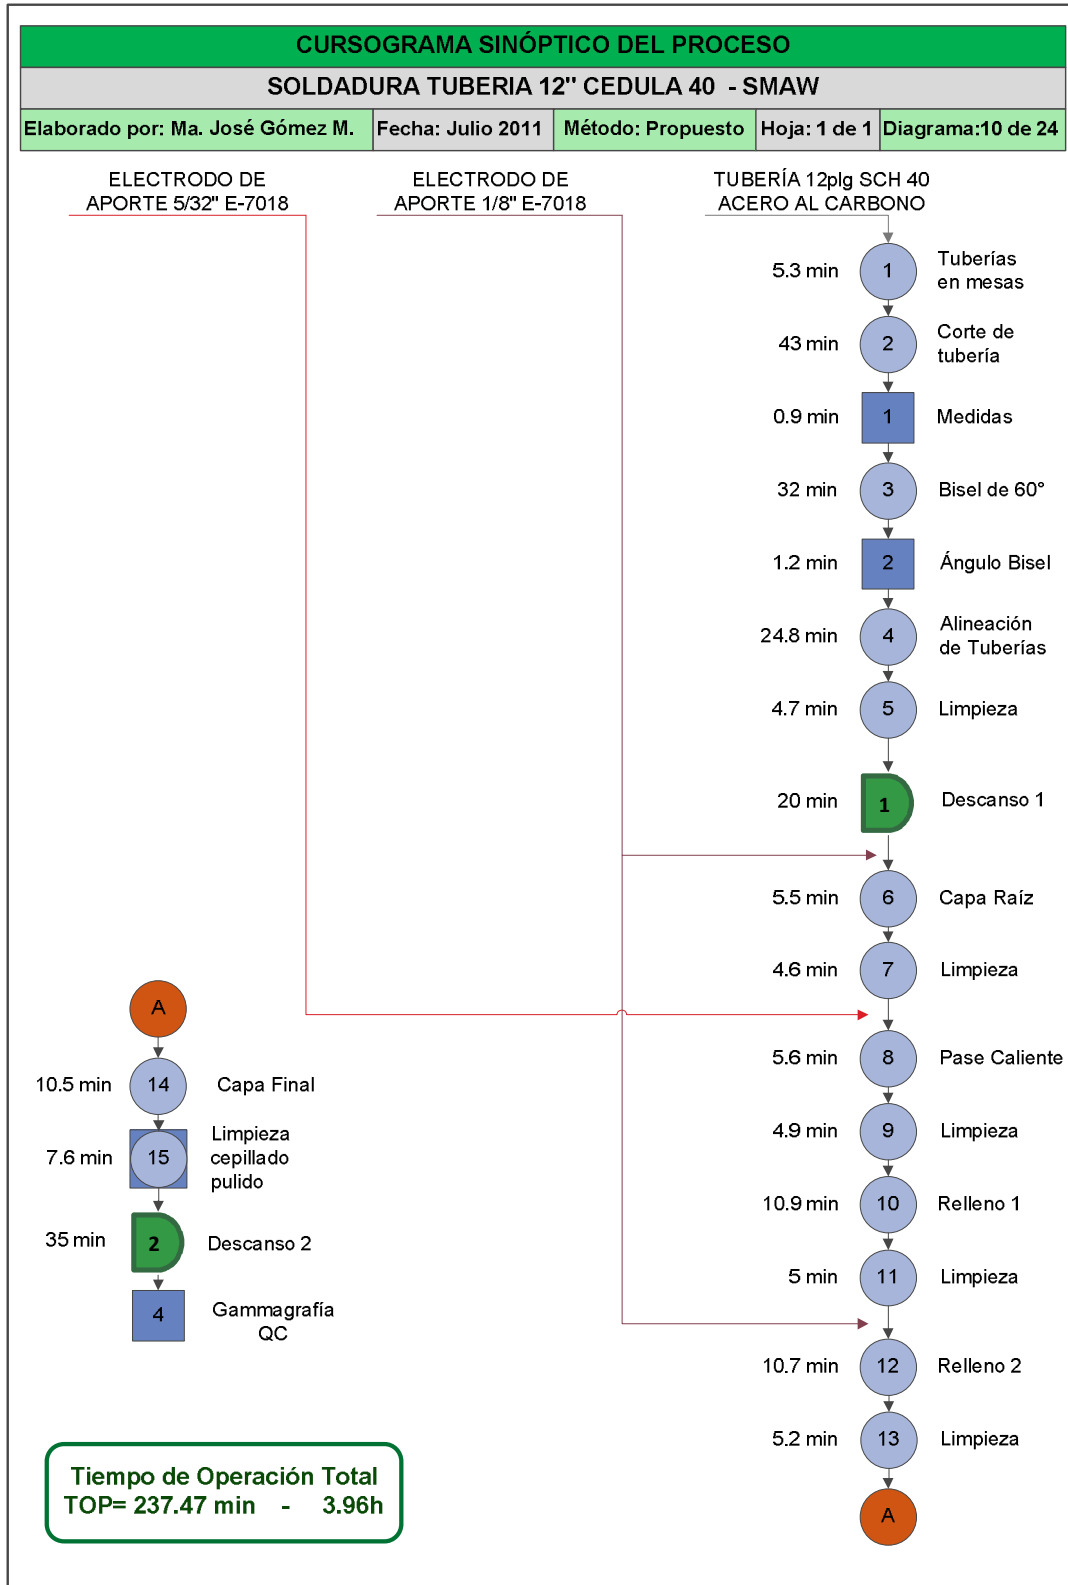 CURSOGRAMA SINÓPTICO DEL PROCESO
SOLDADURA TUBERIA 12" CEDULA 40 - SMAW
Elaborado por: Ma. José Gómez M. Fecha: Julio 2011 Método: Propuesto Hoja: 1 de 1 Diagrama:10 de 24
ELECTRODO DE
APORTE 5/32" E-7018
ELECTRODO DE
APORTE 1/8" E-7018
TUBERÍA 12plg SCH 40
ACERO AL CARBONO
5.3 min 1 Tuberías
en mesas
43 min 2 Corte de
tubería
0.9 min 1 Medidas
32 min 3 Bisel de 60°
1.2 min 2 Ángulo Bisel
24.8 min 4 Alineación
de Tuberías
4.7 min 5 Limpieza
20 min 1 Descanso 1
5.5 min 6 Capa Raíz
4.6 min 7 Limpieza
5.6 min 8 Pase Caliente
4.9 min 9 Limpieza
10.9 min 10 Relleno 1
5 min 11 Limpieza
10.7 min 12 Relleno 2
5.2 min 13 Limpieza
A
A
10.5 min 14 Capa Final
7.6 min 15 Limpieza
cepillado
pulido
35 min 2 Descanso 2
4 Gammagrafía
QC
Tiempo de Operación Total
TOP= 237.47 min - 3.96h